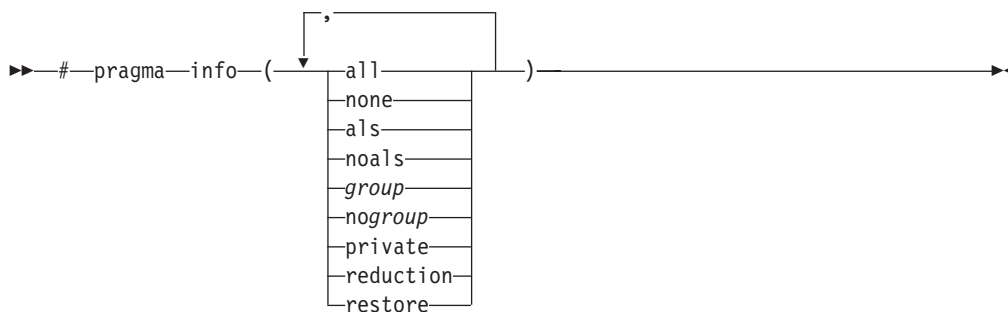 ,
# pragma info ( all )
none
als
noals
group
nogroup
private
reduction
restore